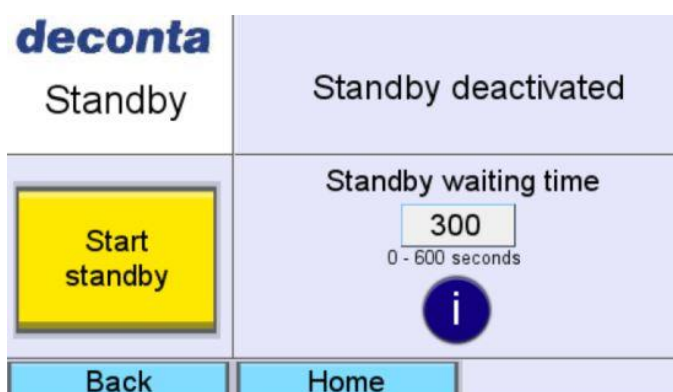 deconta
Standby
Standby deactivated
Standby waiting time
300
0 - 600 seconds
i
Start
standby
Back
Home